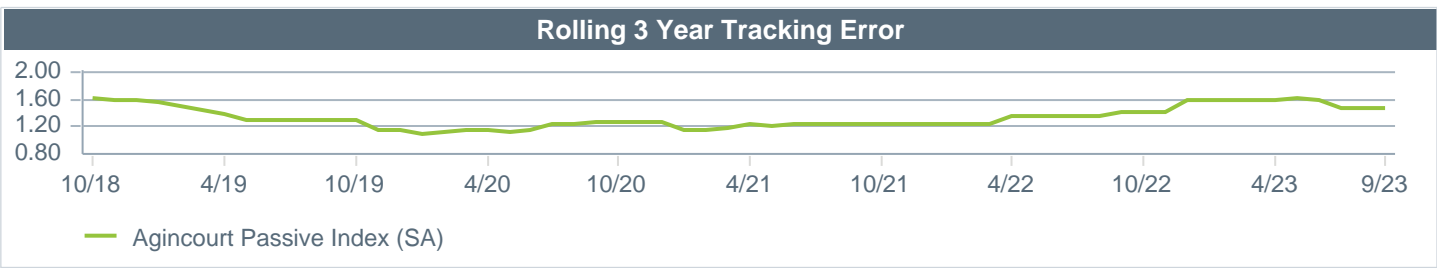 Rolling 3 Year Tracking Error
2.00
1.60
1.20
0.80
10/18 4/19 10/19 4/20 10/20 4/21 10/21 4/22 10/22 4/23 9/23
Agincourt Passive Index (SA)